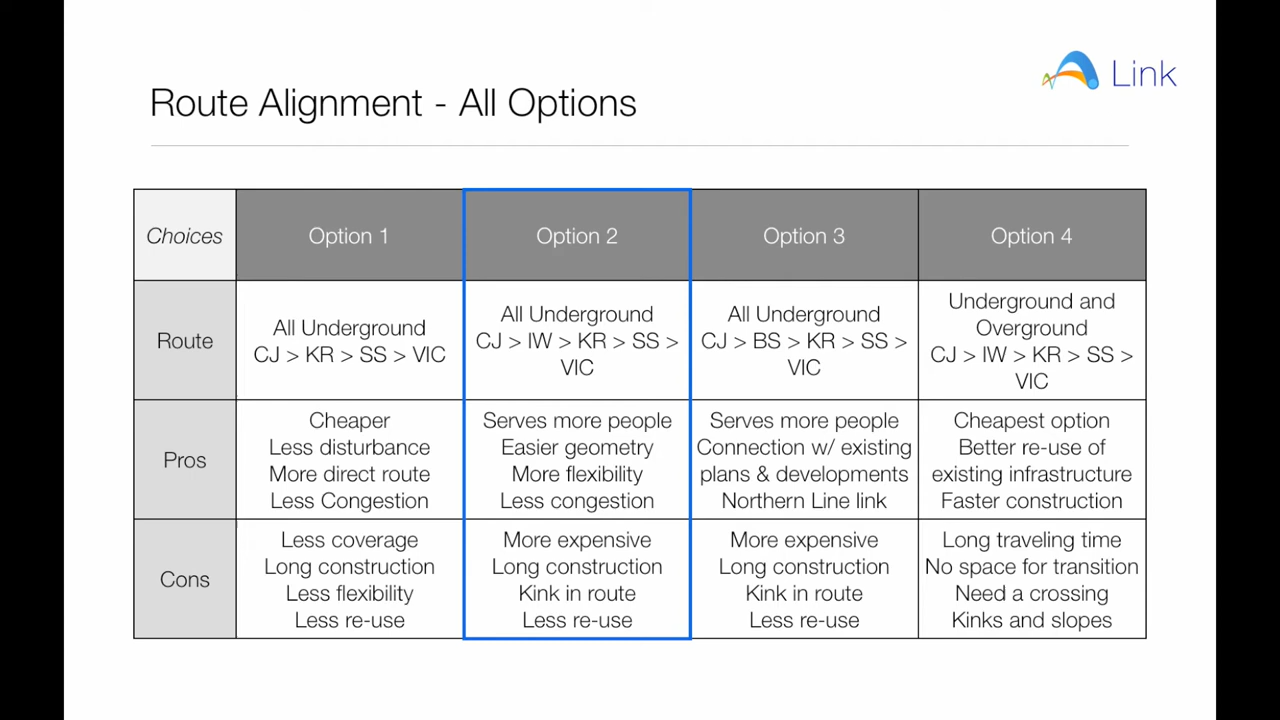 Link
Route Alignment - All Options
Choices
Option 1
Option 2
Option 3
Option 4
Route
All Underground
CJ > KR > SS > VIC
All Underground
CJ > IW > KR > SS >
VIC
All Underground
CJ > BS > KR > SS >
VIC
Underground and
Overground
CJ > IW > KR > SS >
VIC
Pros
Cheaper
Less disturbance
More direct route
Less Congestion
Serves more people
Easier geometry
More flexibility
Less congestion
Serves more people
Connection w/ existing
plans & developments
Northern Line link
Cheapest option
Better re-use of
existing infrastructure
Faster construction
Cons
Less coverage
Long construction
Less flexibility
Less re-use
More expensive
Long construction
Kink in route
Less re-use
More expensive
Long construction
Kink in route
Less re-use
Long traveling time
No space for transition
Need a crossing
Kinks and slopes